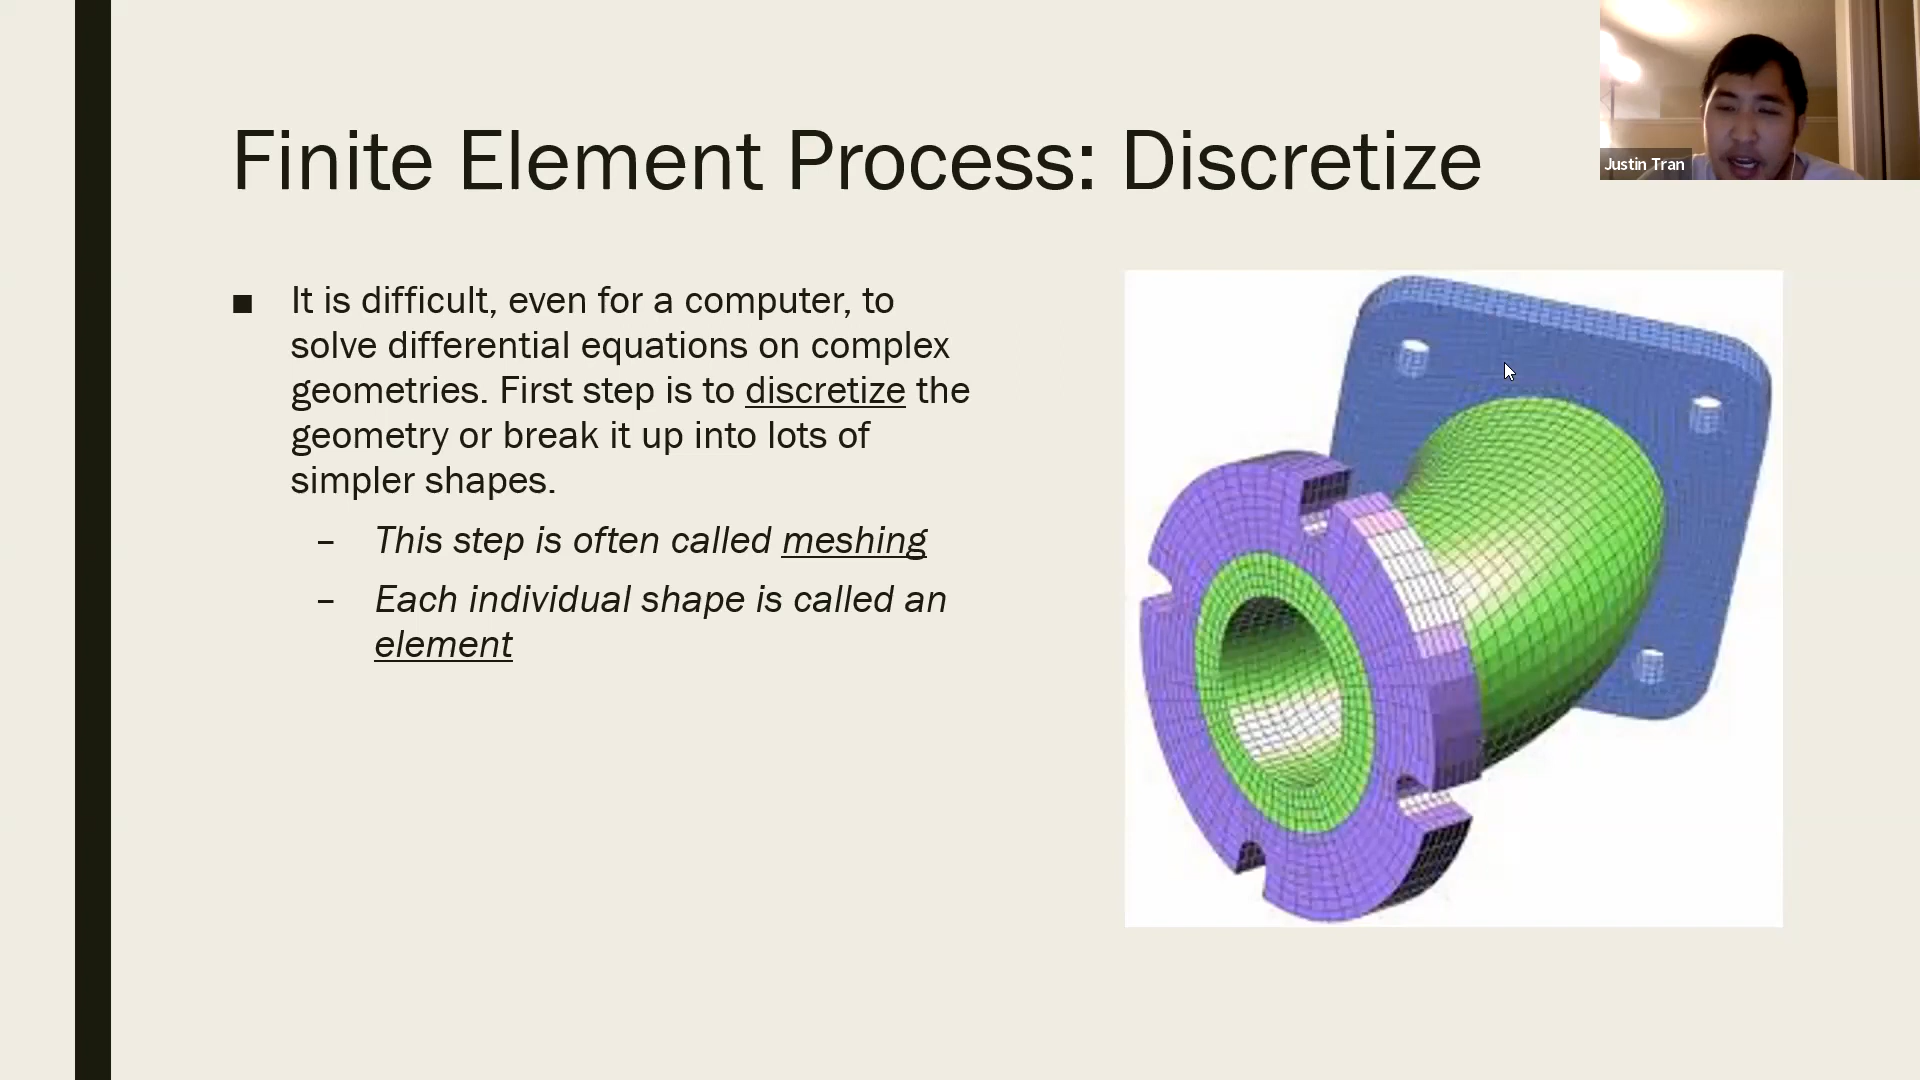 Finite Element Process: Discretize
Justin Tran
■ It is difficult, even for a computer, to
solve differential equations on complex
geometries. First step is to discretize the
geometry or break it up into lots of
simpler shapes.
– This step is often called meshing
– Each individual shape is called an
element